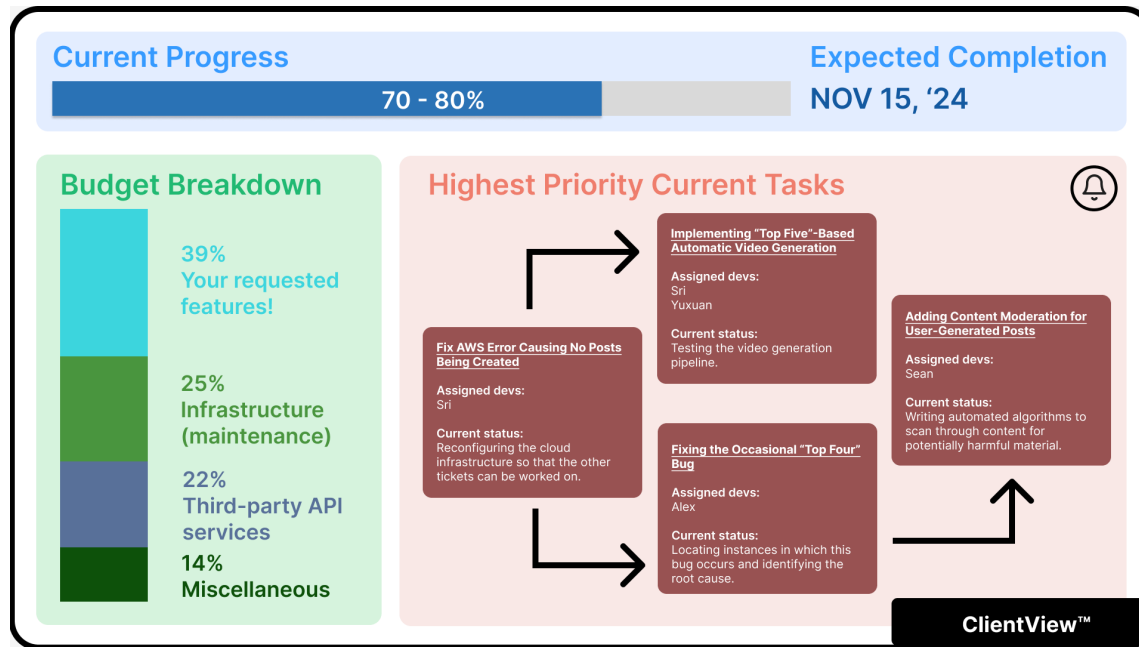 Current Progress
70 - 80%
Expected Completion
NOV 15, ‘24
Budget Breakdown
39%
Your requested
features!
25%
Infrastructure
(maintenance)
22%
Third-party API
services
14%
Miscellaneous
Highest Priority Current Tasks
Fix AWS Error Causing No Posts
Being Created
Assigned devs:
Sri
Current status:
Reconfiguring the cloud
infrastructure so that the other
tickets can be worked on.
Implementing “Top Five”-Based
Automatic Video Generation
Assigned devs:
Sri
Yuxuan
Current status:
Testing the video generation
pipeline.
Fixing the Occasional “Top Four”
Bug
Assigned devs:
Alex
Current status:
Locating instances in which this
bug occurs and identifying the
root cause.
Adding Content Moderation for
User-Generated Posts
Assigned devs:
Sean
Current status:
Writing automated algorithms to
scan through content for
potentially harmful material.
ClientView™